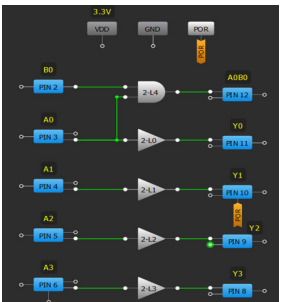 3.3V
VDD GND POR
POR
B0 A0B0
PIN 2 2-L4 PIN 12
A0 Y0
PIN 3 2-L0 PIN 11
A1 Y1
PIN 4 2-L1 PIN 10
POR
A2 Y2
PIN 5 2-L2 PIN 9
A3 Y3
PIN 6 2-L3 PIN 8